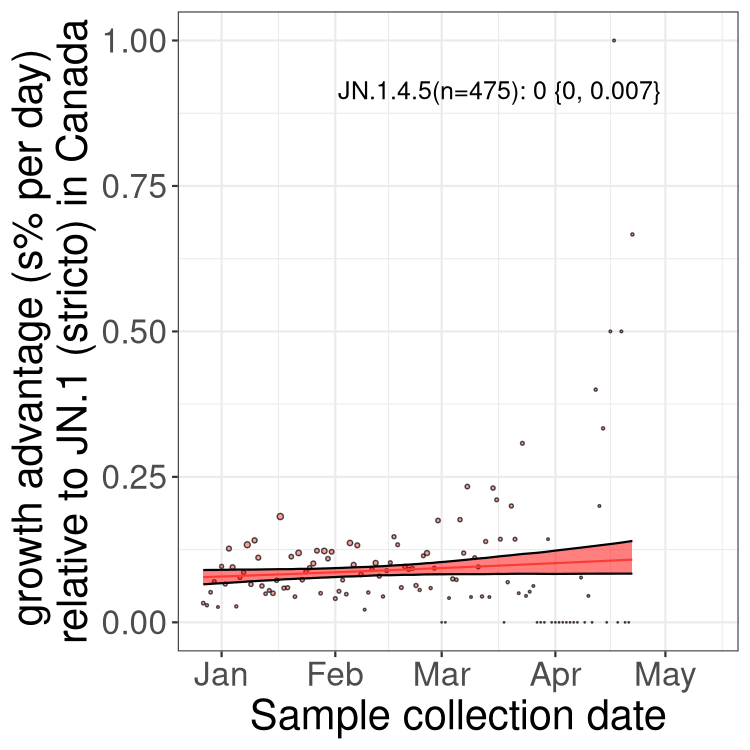 growth advantage (s% per day)
relative to JN.1 (stricto) in Canada
1.00
0.75
0.50
0.25
0.00
JN.1.4.5(n=475): 0 {0, 0.007}
Jan Feb Mar Apr May
Sample collection date